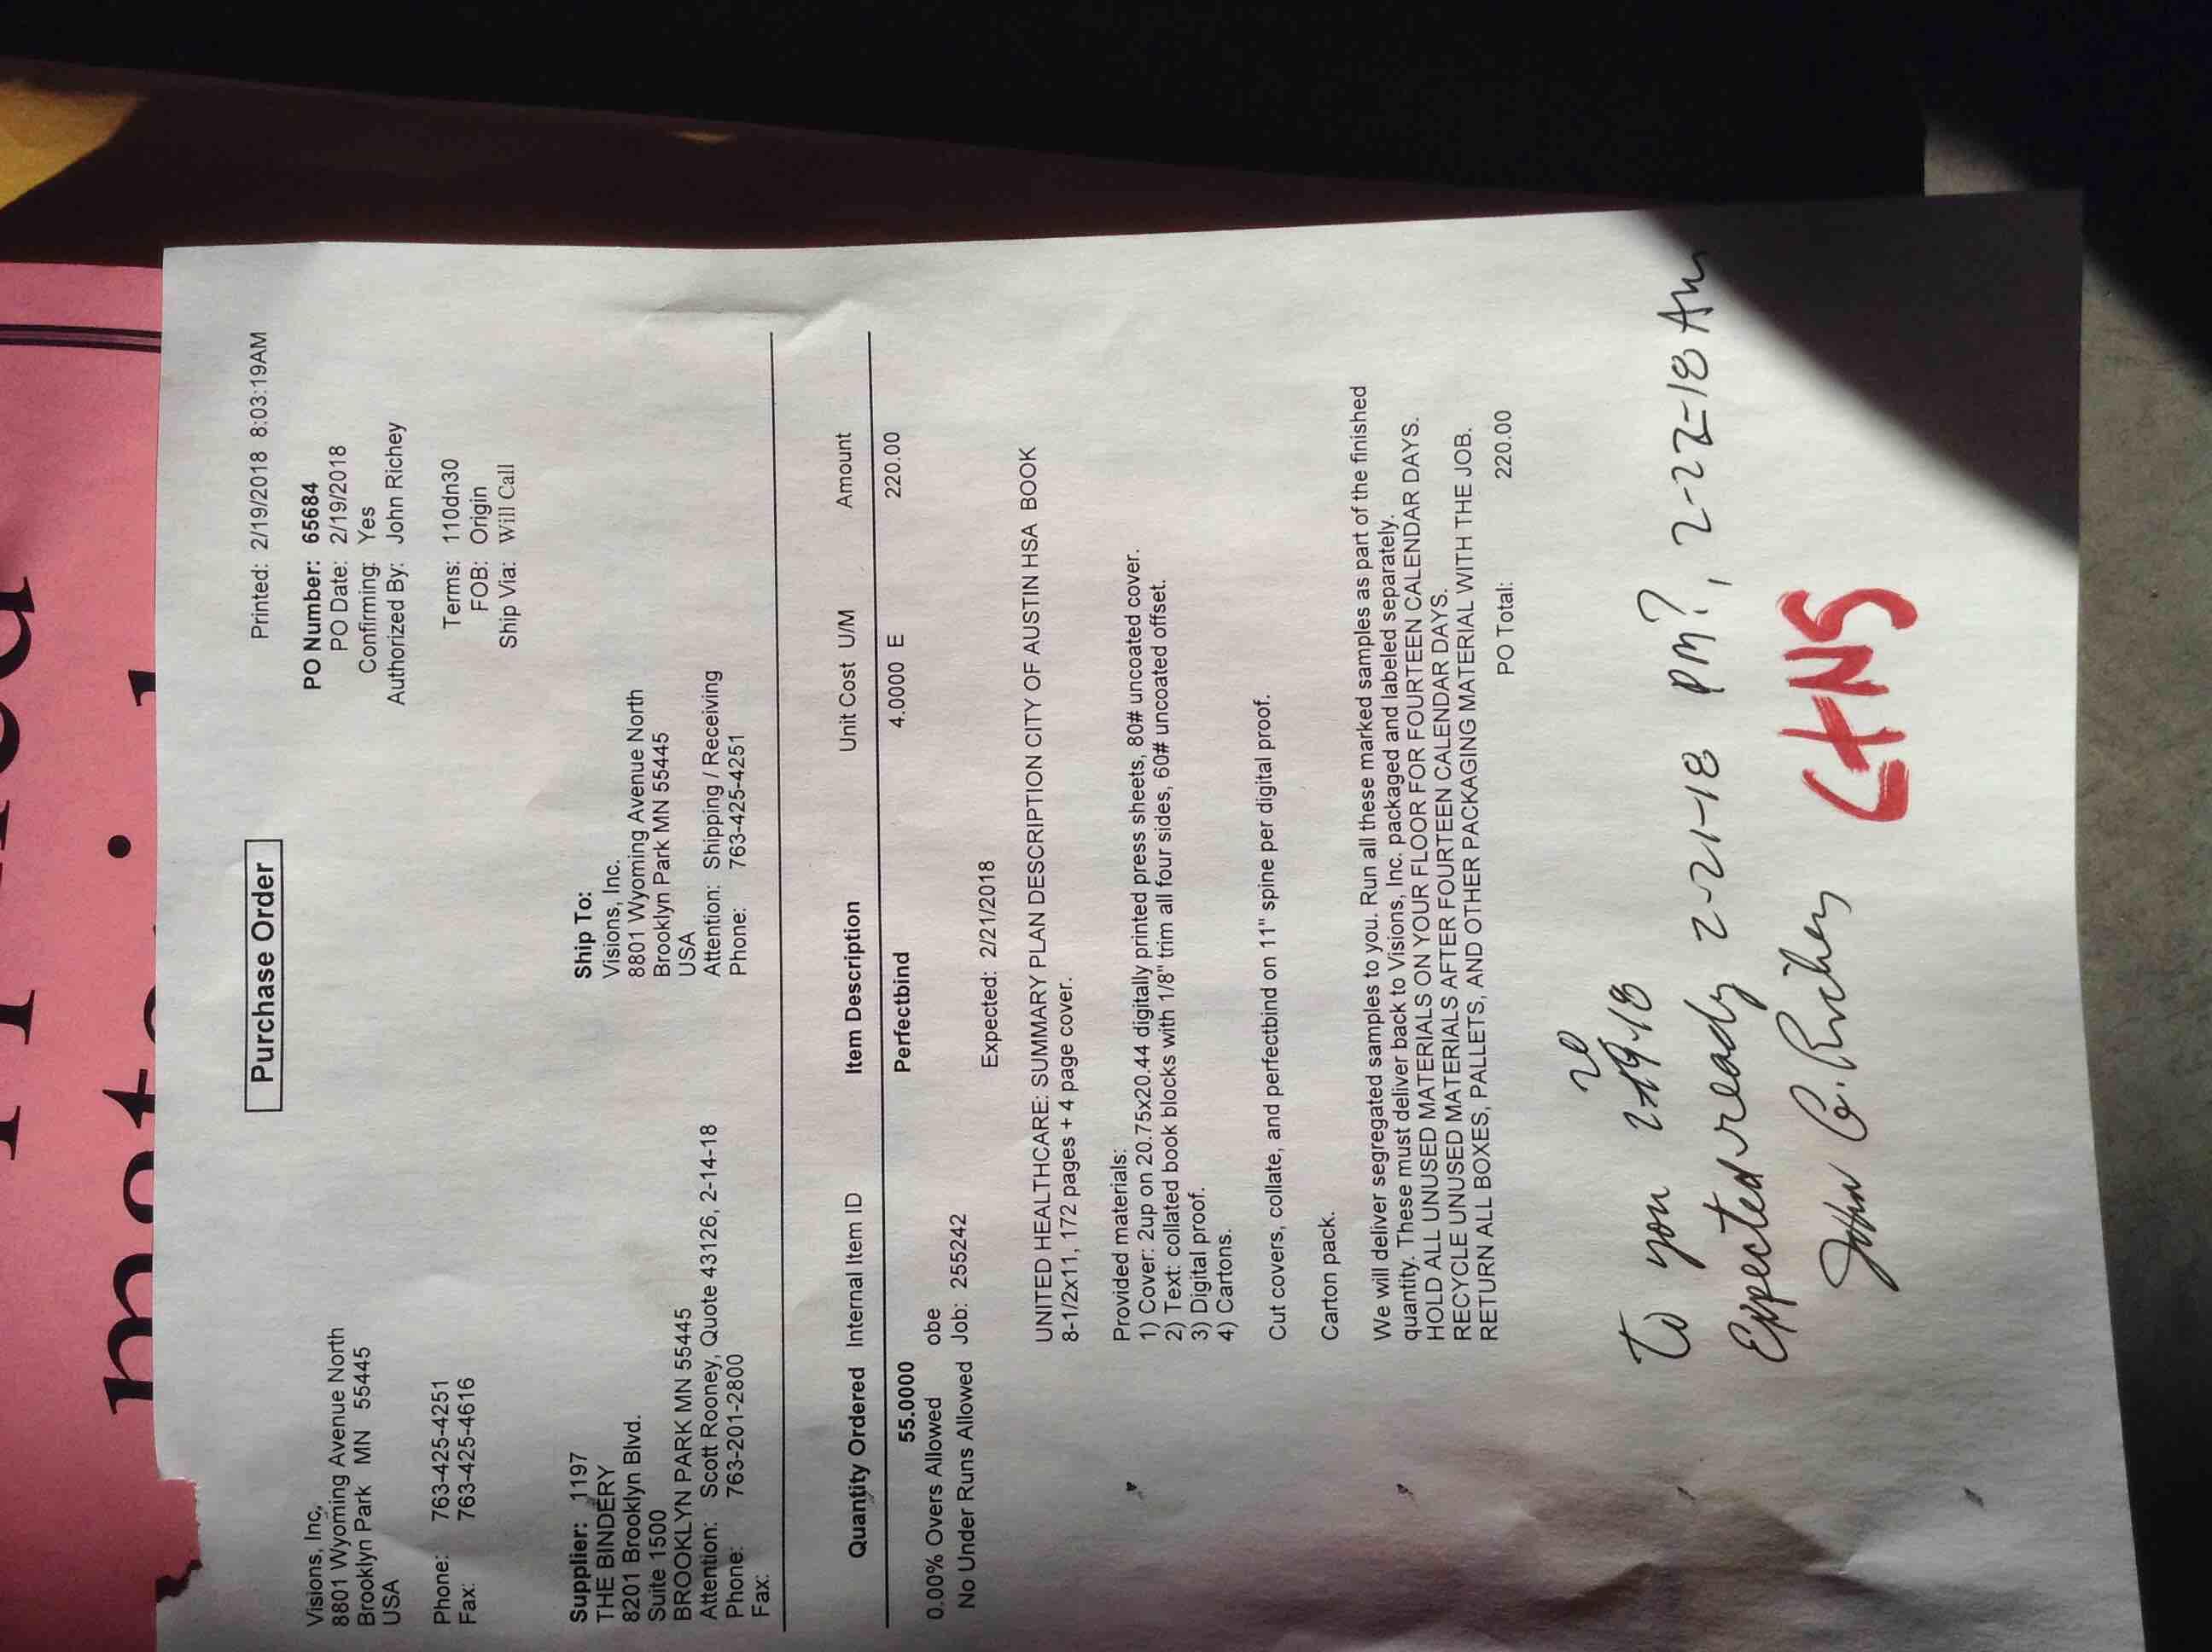 Purchase Order
Printed: 2/19/2018 8:03:19AM
Visions, Inc.
8801 Wyoming Avenue North
Brooklyn Park MN 55445
USA
Phone: 763-425-4251
Fax: 763-425-4616
PO Number: 65684
PO Date: 2/19/2018
Confirming: Yes
Authorized By: John Richey
Terms: 110dn30
FOB: Origin
Ship Via: Will Call
Supplier: 1197
THE BINDERY
8201 Brooklyn Blvd.
Suite 1500
BROOKLYN PARK MN 55445
Attention: Scott Rooney, Quote 43126, 2-14-18
Phone: 763-201-2800
Fax:
Ship To:
Visions, Inc.
8801 Wyoming Avenue North
Brooklyn Park MN 55445
USA
Attention: Shipping / Receiving
Phone: 763-425-4251
Quantity Ordered Internal Item ID Item Description Unit Cost U/M Amount
55.0000 Perfectbind 4.0000 E 220.00
0.00% Overs Allowed obe
No Under Runs Allowed Job: 255242 Expected: 2/21/2018
UNITED HEALTHCARE: SUMMARY PLAN DESCRIPTION CITY OF AUSTIN HSA BOOK
8-1/2x11, 172 pages + 4 page cover.
Provided materials:
1) Cover: 2up on 20.75x20.44 digitally printed press sheets, 80# uncoated cover.
2) Text: collated book blocks with 1/8" trim all four sides, 60# uncoated offset.
3) Digital proof.
4) Cartons.
Cut covers, collate, and perfectbind on 11" spine per digital proof.
Carton pack.
We will deliver segregated samples to you. Run all these marked samples as part of the finished
quantity. These must deliver back to Visions, Inc. packaged and labeled separately.
HOLD ALL UNUSED MATERIALS ON YOUR FLOOR FOR FOURTEEN CALENDAR DAYS.
RECYCLE UNUSED MATERIALS AFTER FOURTEEN CALENDAR DAYS.
RETURN ALL BOXES, PALLETS, AND OTHER PACKAGING MATERIAL WITH THE JOB.
PO Total: 220.00
20
To you 2-19-18
Expected ready 2-21-18 PM?, 2-22-18 AM
John G. Richey